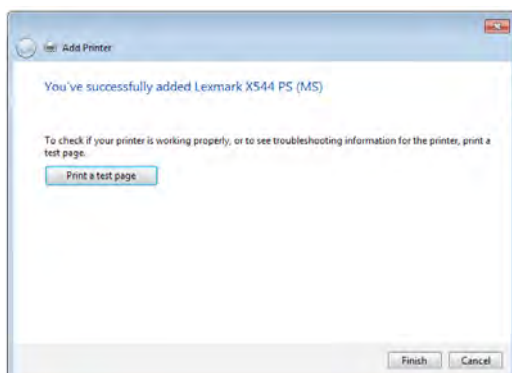 Add Printer
You've successfully added Lexmark X544 PS (MS)
To check if your printer is working properly, or to see troubleshooting information for the printer, print a
test page.
Print a test page
Finish
Cancel